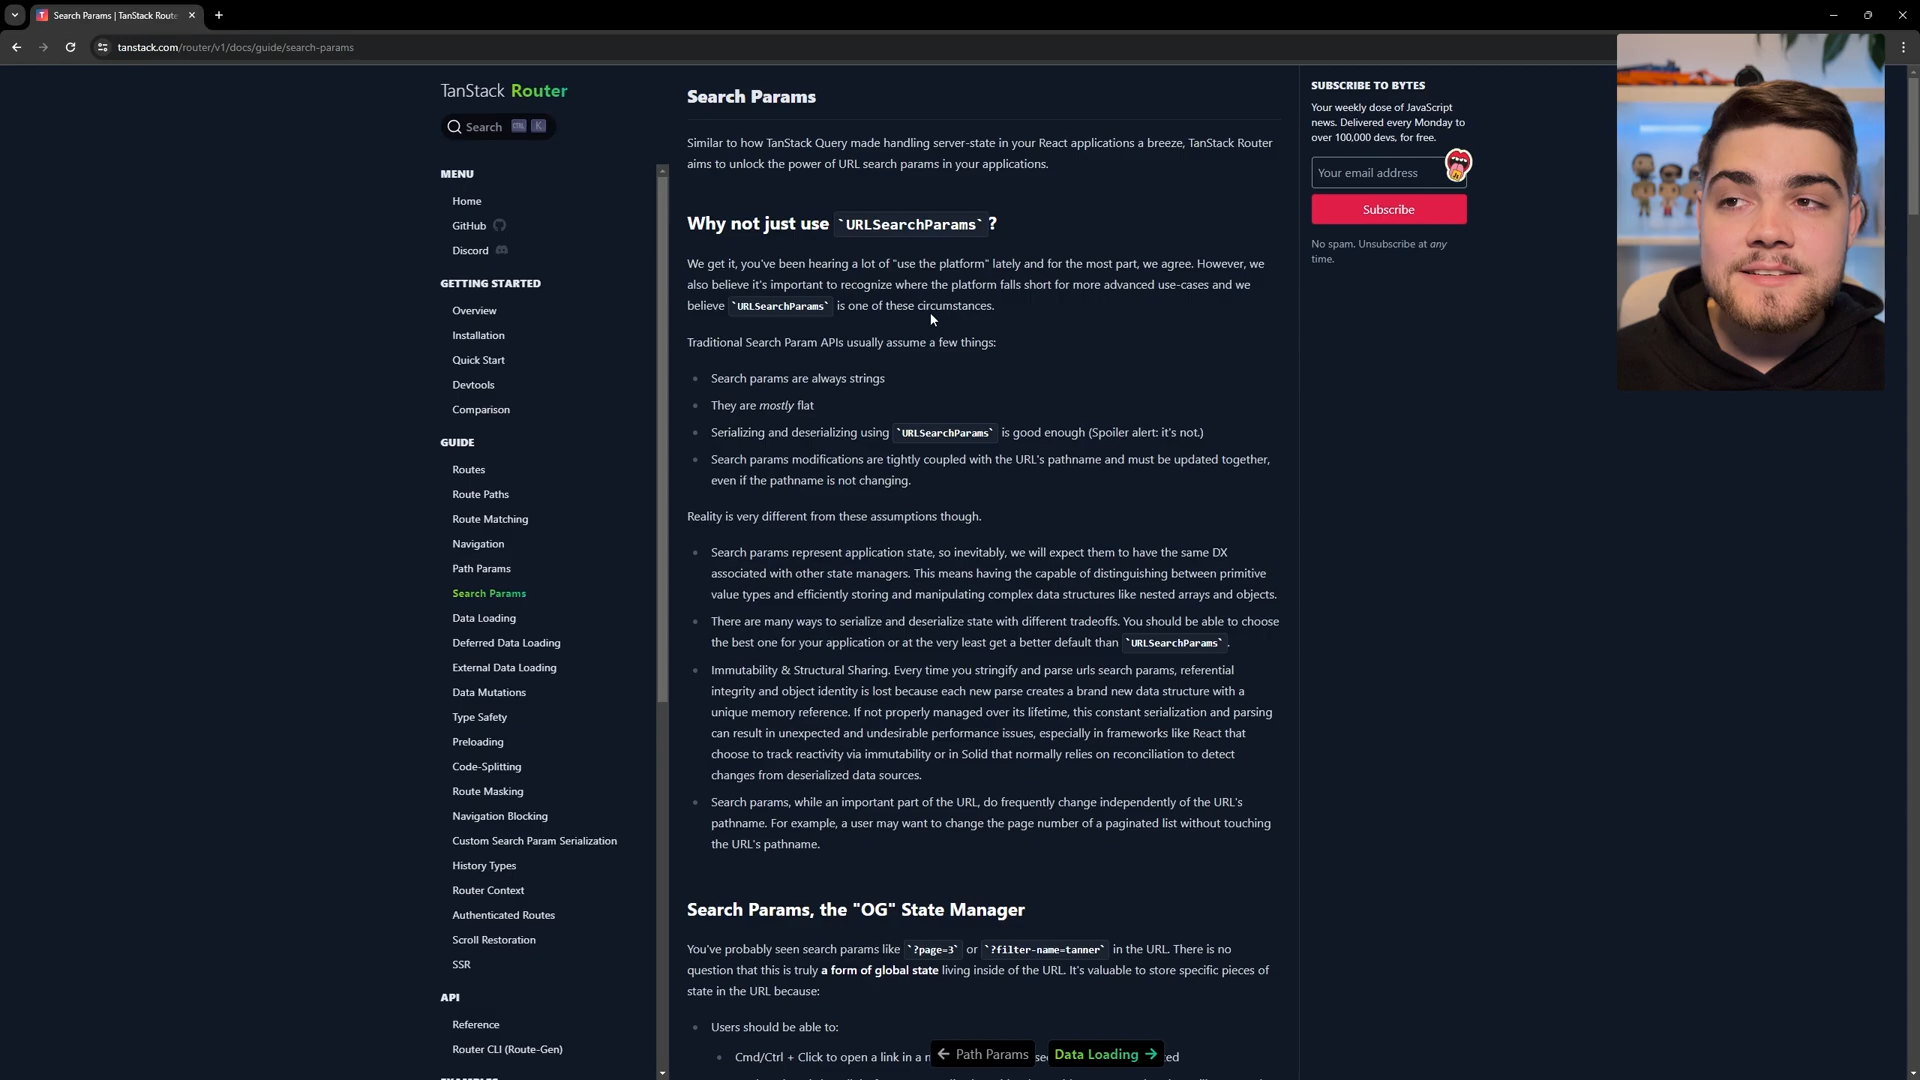 Search Params | TanStack Route
tanstack.com/router/v1/docs/guide/search-params
TanStack Router
Search CTRL K
MENU
Home
GitHub
Discord
GETTING STARTED
Overview
Installation
Quick Start
Devtools
Comparison
GUIDE
Routes
Route Paths
Route Matching
Navigation
Path Params
Search Params
Data Loading
Deferred Data Loading
External Data Loading
Data Mutations
Type Safety
Preloading
Code-Splitting
Route Masking
Navigation Blocking
Custom Search Param Serialization
History Types
Router Context
Authenticated Routes
Scroll Restoration
SSR
API
Reference
Router CLI (Route-Gen)
Search Params
Similar to how TanStack Query made handling server-state in your React applications a breeze, TanStack Router
aims to unlock the power of URL search params in your applications.
Why not just use `URLSearchParams`?
We get it, you've been hearing a lot of "use the platform" lately and for the most part, we agree. However, we
also believe it's important to recognize where the platform falls short for more advanced use-cases and we
believe `URLSearchParams` is one of these circumstances.
Traditional Search Param APIs usually assume a few things:
• Search params are always strings
• They are mostly flat
• Serializing and deserializing using `URLSearchParams` is good enough (Spoiler alert: it's not.)
• Search params modifications are tightly coupled with the URL's pathname and must be updated together,
even if the pathname is not changing.
Reality is very different from these assumptions though.
• Search params represent application state, so inevitably, we will expect them to have the same DX
associated with other state managers. This means having the capable of distinguishing between primitive
value types and efficiently storing and manipulating complex data structures like nested arrays and objects.
• There are many ways to serialize and deserialize state with different tradeoffs. You should be able to choose
the best one for your application or at the very least get a better default than `URLSearchParams`.
• Immutability & Structural Sharing. Every time you stringify and parse urls search params, referential
integrity and object identity is lost because each new parse creates a brand new data structure with a
unique memory reference. If not properly managed over its lifetime, this constant serialization and parsing
can result in unexpected and undesirable performance issues, especially in frameworks like React that
choose to track reactivity via immutability or in Solid that normally relies on reconciliation to detect
changes from deserialized data sources.
• Search params, while an important part of the URL, do frequently change independently of the URL's
pathname. For example, a user may want to change the page number of a paginated list without touching
the URL's pathname.
Search Params, the "OG" State Manager
You've probably seen search params like `?page=3` or `?filter-name=tanner` in the URL. There is no
question that this is truly a form of global state living inside of the URL. It's valuable to store specific pieces of
state in the URL because:
• Users should be able to:
• Cmd/Ctrl + Click to open a link in a
← Path Params
Data Loading →
SUBSCRIBE TO BYTES
Your weekly dose of JavaScript
news. Delivered every Monday to
over 100,000 devs, for free.
Your email address
Subscribe
No spam. Unsubscribe at any
time.